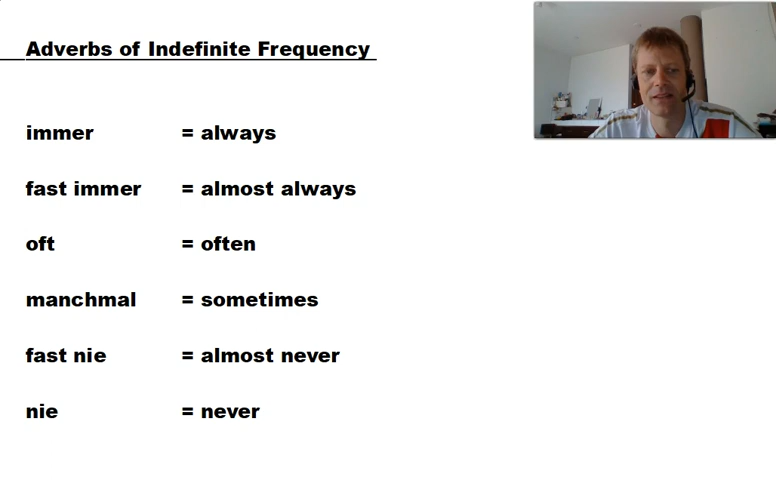 Adverbs of Indefinite Frequency
immer = always
fast immer = almost always
oft = often
manchmal = sometimes
fast nie = almost never
nie = never